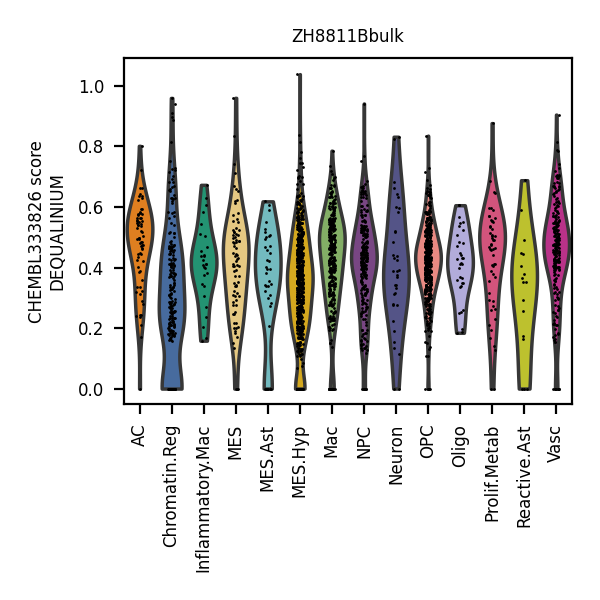 ZH8811Bbulk
CHEMBL333826 score
DEQUALINIUM
1.0
0.8
0.6
0.4
0.2
0.0
AC
Chromatin.Reg
Inflammatory.Mac
MES
MES.Ast
MES.Hyp
Mac
NPC
Neuron
OPC
Oligo
Prolif.Metab
Reactive.Ast
Vasc